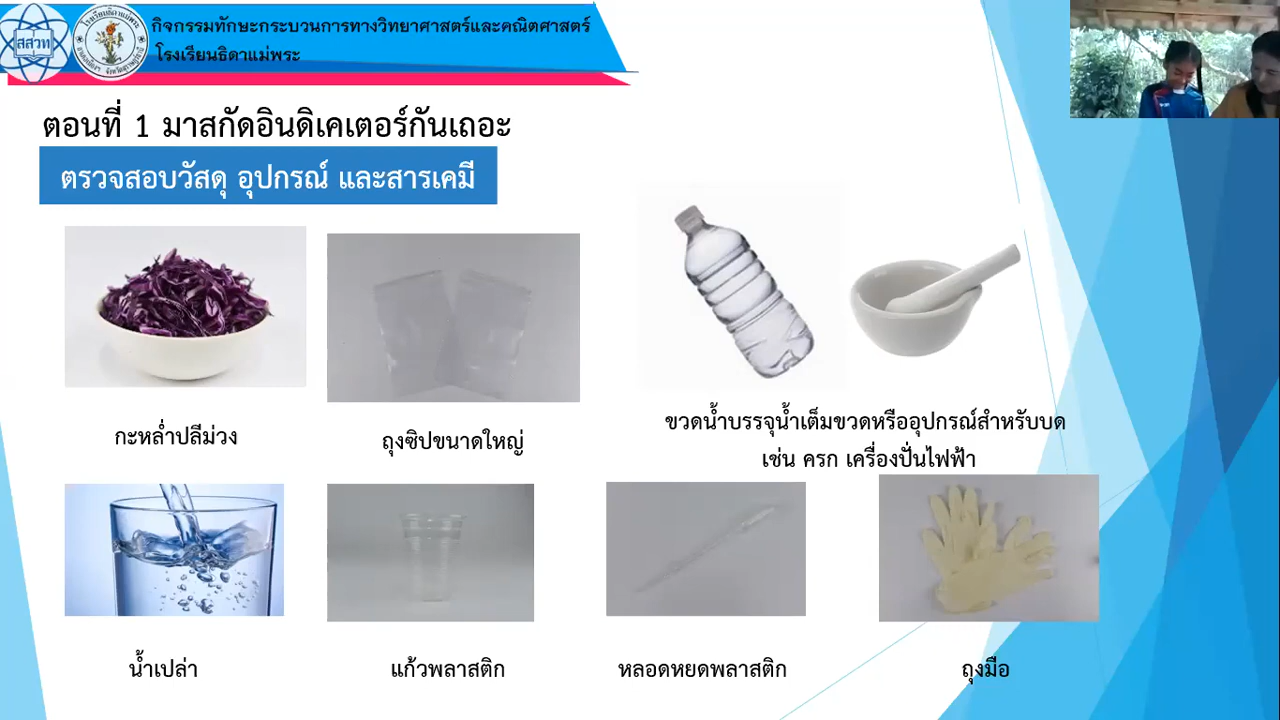 สสวท
กิจกรรมทักษะกระบวนการทางวิทยาศาสตร์และคณิตศาสตร์
โรงเรียนธิดาแม่พระ
ตอนที่ 1 มาสกัดอินดิเคเตอร์กันเถอะ
ตรวจสอบวัสดุ อุปกรณ์ และสารเคมี
กะหล่ำปลีม่วง
ถุงซิปขนาดใหญ่
ขวดน้ำบรรจุน้ำเต็มขวดหรืออุปกรณ์สำหรับบด
เช่น ครก เครื่องปั่นไฟฟ้า
น้ำเปล่า
แก้วพลาสติก
หลอดหยดพลาสติก
ถุงมือ